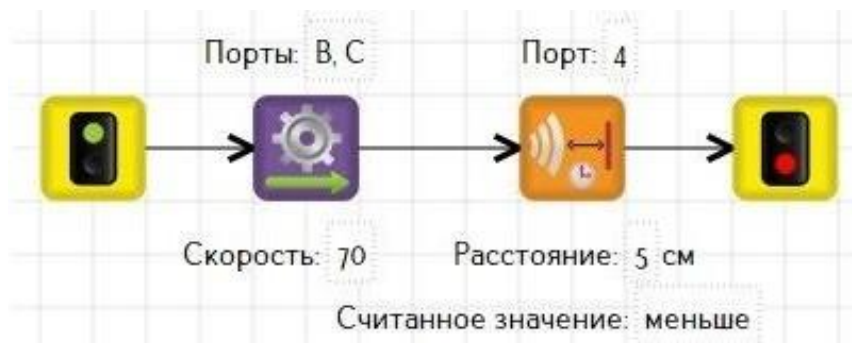 Порты: B, C
Порт: 4
Скорость: 70
Расстояние: 5 см
Считанное значение: меньше